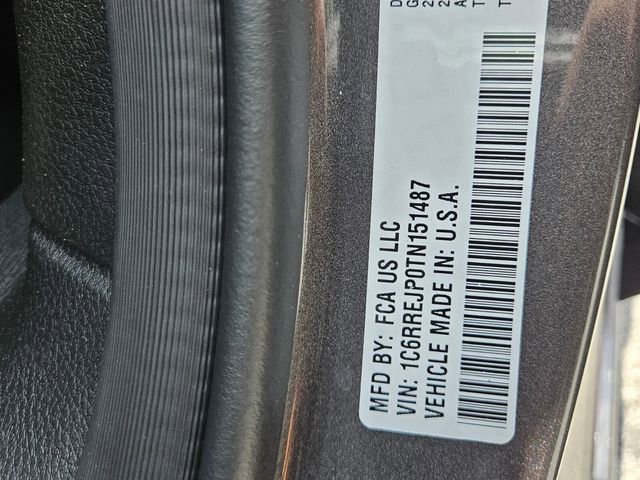 MFD BY: FCA US LLC
VIN: 1C6RREJP0TN151487
VEHICLE MADE IN: U.S.A.